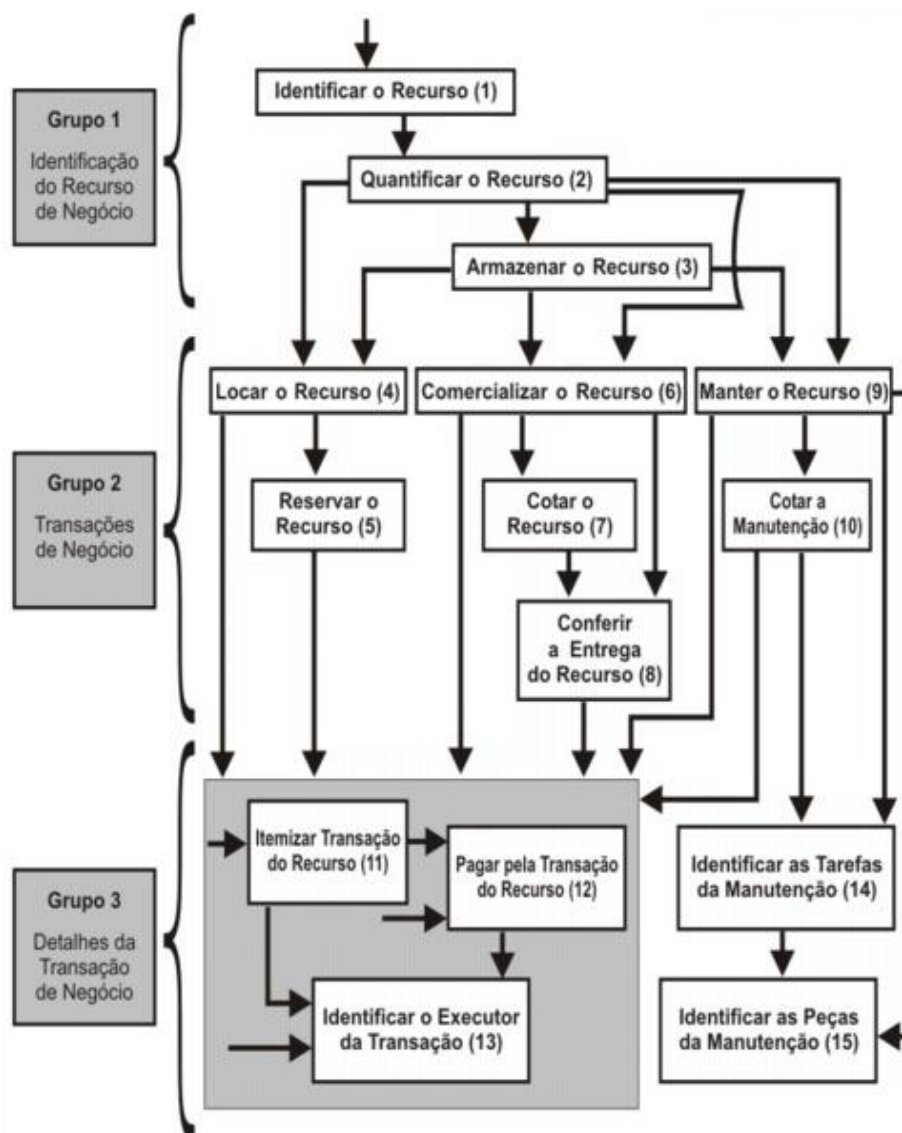 Identificar o Recurso (1)
Grupo 1
Identificação
do Recurso
de Negócio
Quantificar o Recurso (2)
Armazenar o Recurso (3)
Locar o Recurso (4)
Comercializar o Recurso (6)
Manter o Recurso (9)
Grupo 2
Transações
de Negócio
Reservar o
Recurso (5)
Cotar o
Recurso (7)
Cotar a
Manutenção (10)
Conferir
a Entrega
do Recurso (8)
Grupo 3
Detalhes da
Transação
de Negócio
Itemizar Transação
do Recurso (11)
Pagar pela Transação
do Recurso (12)
Identificar as Tarefas
da Manutenção (14)
Identificar o Executor
da Transação (13)
Identificar as Peças
da Manutenção (15)